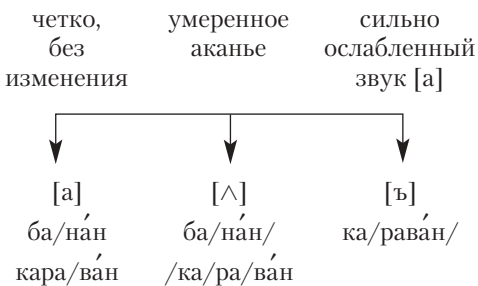 четко,
без
изменения
умеренное
аканье
сильно
ослабленный
звук [а]
[а]
ба/на́н
кара/ва́н
[∧]
ба/на́н/
/ка/ра/ва́н
[ъ]
ка/рава́н/